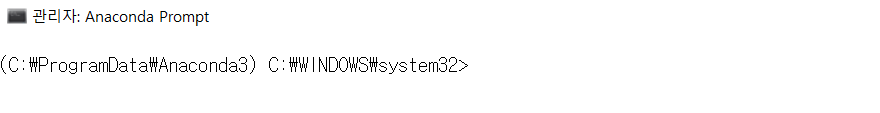 관리자: Anaconda Prompt
(C:₩ProgramData₩Anaconda3) C:₩WINDOWS₩system32>